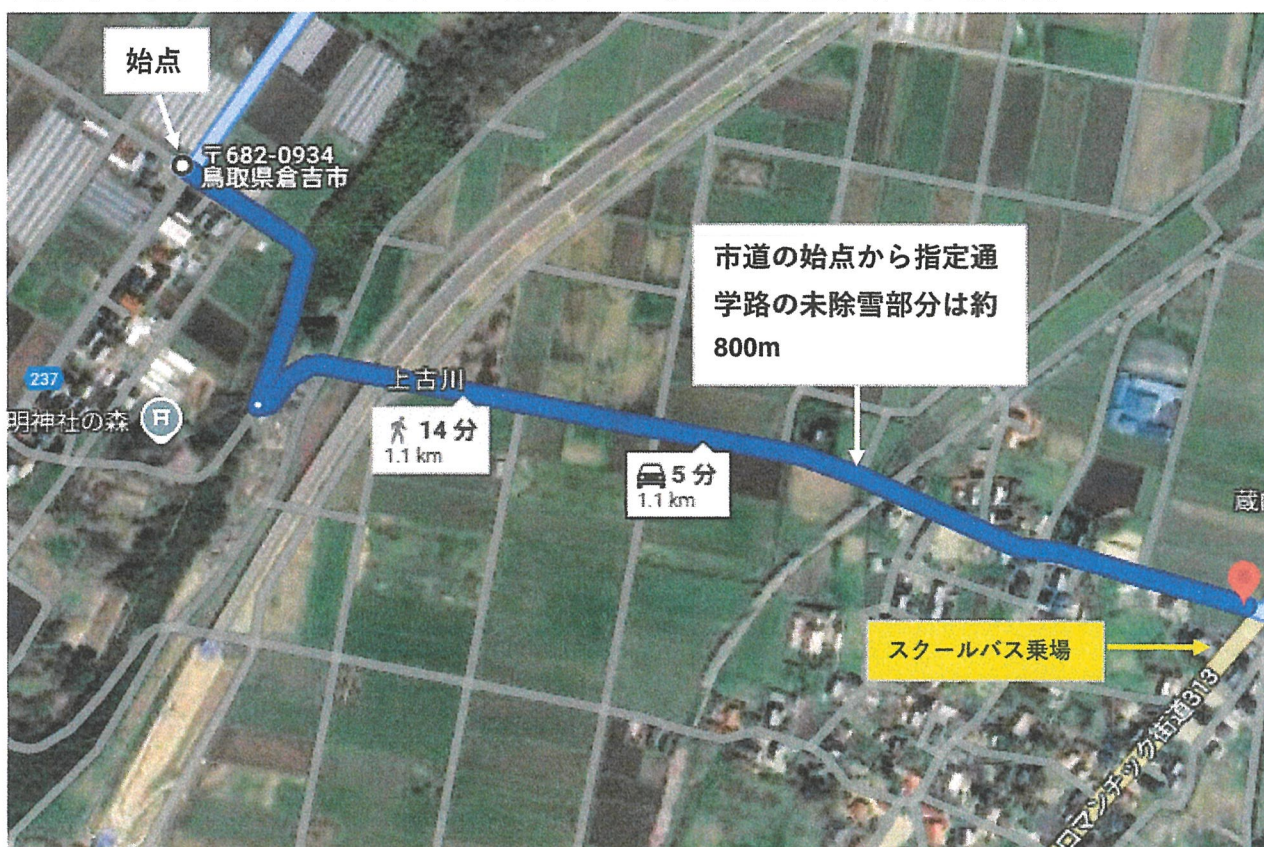 始点
〒682-0934
鳥取県倉吉市
市道の始点から指定通
学路の未除雪部分は約
800m
237
明神社の森
上古川
14 分
1.1 km
5 分
1.1 km
スクールバス乗場
ロマンチック街道313